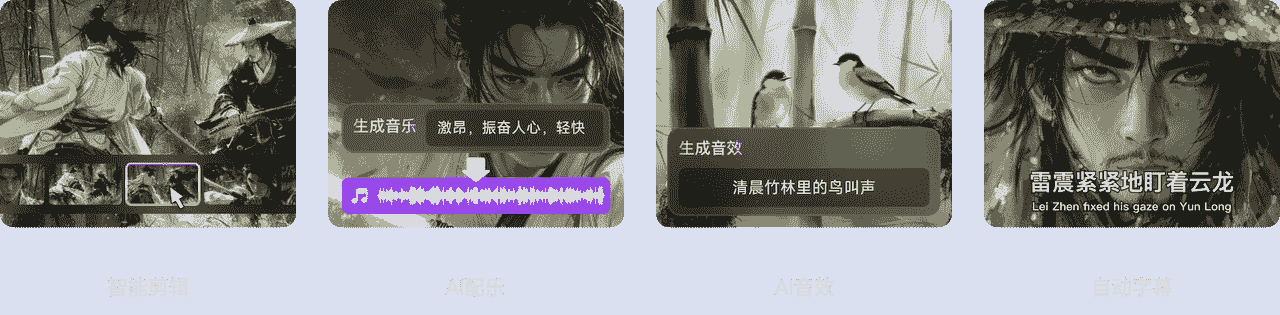 生成音乐
激昂，振奋人心，轻快
生成音效
清晨竹林里的鸟叫声
雷震紧紧地盯着云龙
Lei Zhen fixed his gaze on Yun Long
智能剪辑
AI配乐
AI音效
自动字幕